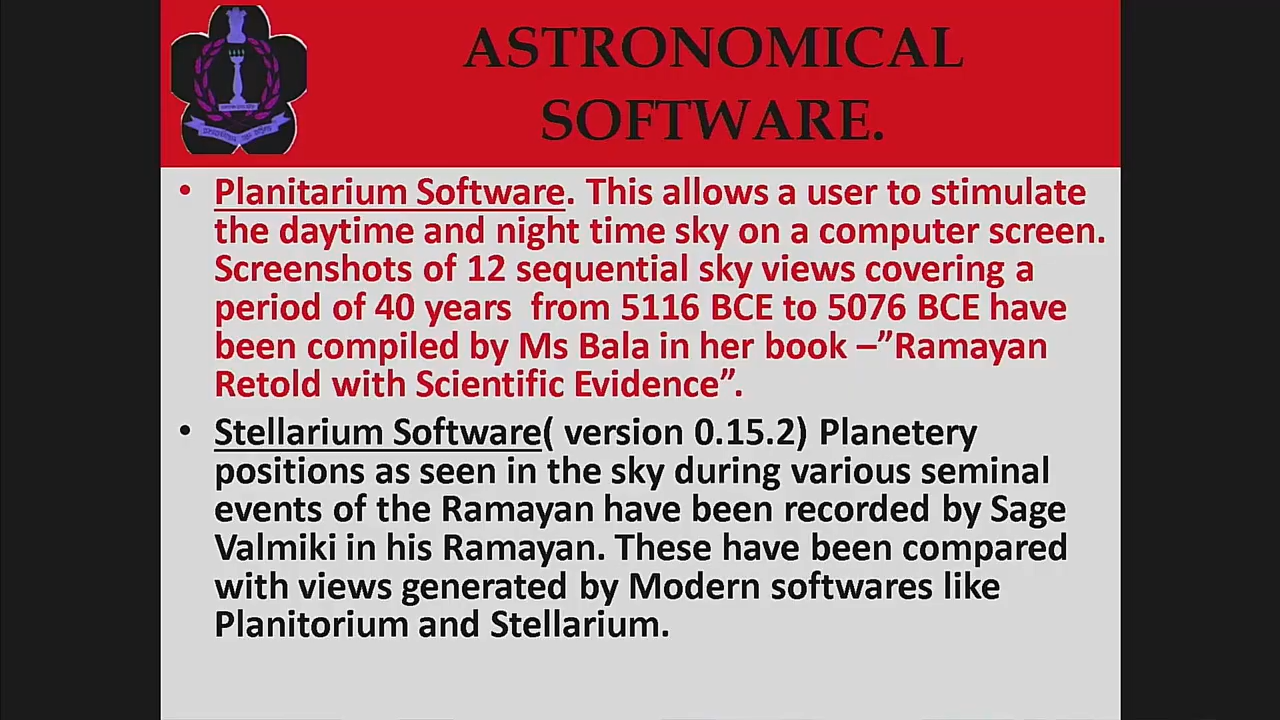 ASTRONOMICAL
SOFTWARE.
• Planitarium Software. This allows a user to stimulate
the daytime and night time sky on a computer screen.
Screenshots of 12 sequential sky views covering a
period of 40 years  from 5116 BCE to 5076 BCE have
been compiled by Ms Bala in her book –”Ramayan
Retold with Scientific Evidence”.
• Stellarium Software( version 0.15.2) Planetery
positions as seen in the sky during various seminal
events of the Ramayan have been recorded by Sage
Valmiki in his Ramayan. These have been compared
with views generated by Modern softwares like
Planitorium and Stellarium.